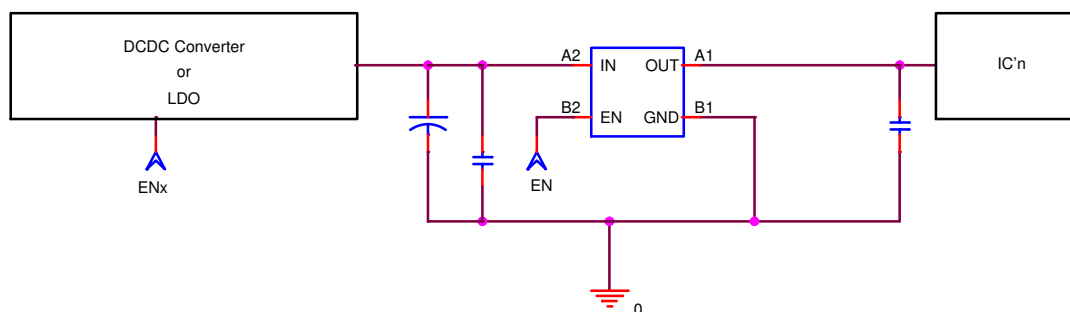 DCDC Converter
or
LDO
ENx
A2
IN
OUT
A1
B2
EN
GND
B1
EN
IC'n
0